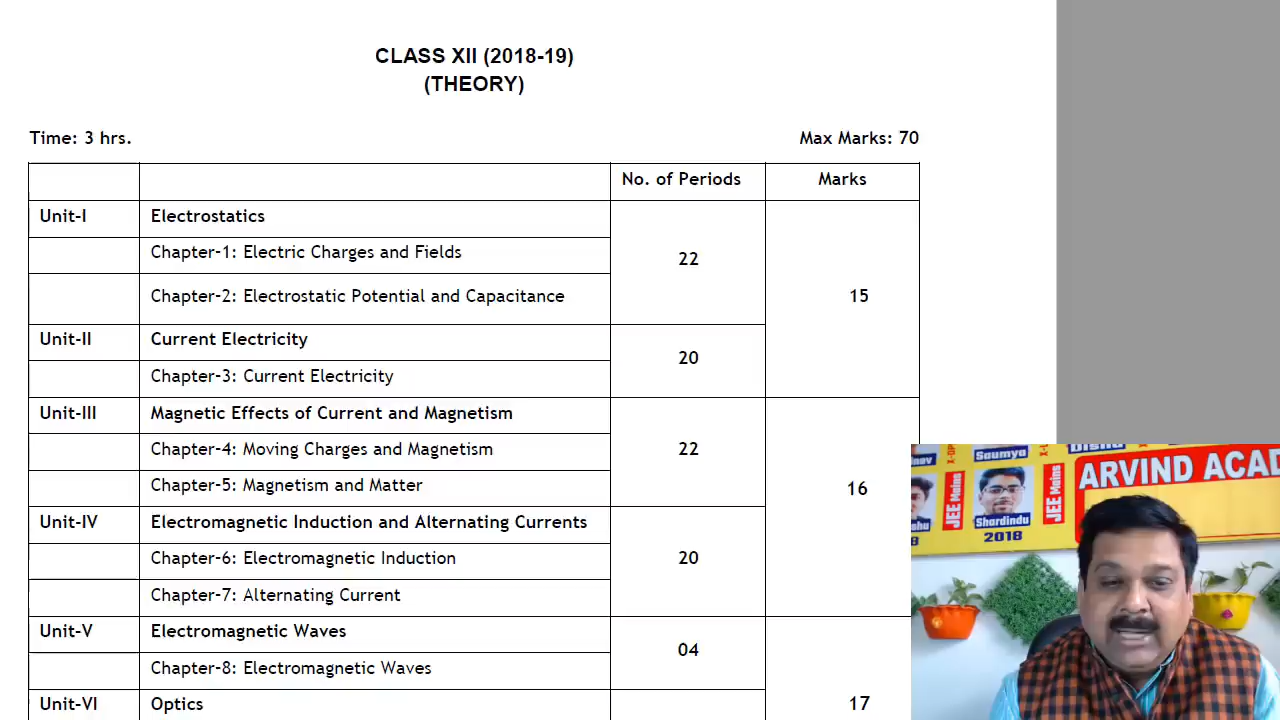 CLASS XII (2018-19)
(THEORY)
Time: 3 hrs.
Max Marks: 70
No. of Periods
Marks
Unit-I
Electrostatics
22
15
Chapter-1: Electric Charges and Fields
Chapter-2: Electrostatic Potential and Capacitance
Unit-II
Current Electricity
20
Chapter-3: Current Electricity
Unit-III
Magnetic Effects of Current and Magnetism
22
16
Chapter-4: Moving Charges and Magnetism
Chapter-5: Magnetism and Matter
Unit-IV
Electromagnetic Induction and Alternating Currents
20
Chapter-6: Electromagnetic Induction
Chapter-7: Alternating Current
Unit-V
Electromagnetic Waves
04
17
Chapter-8: Electromagnetic Waves
Unit-VI
Optics
Saumya
JEE Mains
Shardindu
2018
JEE Mains
ARVIND ACAD